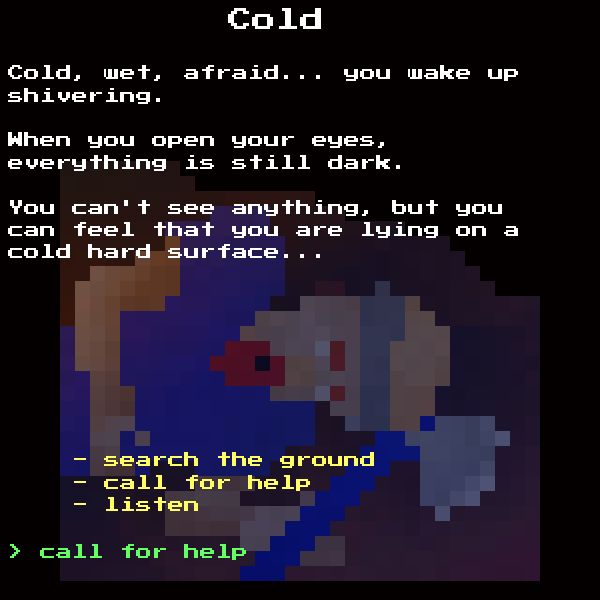 Cold
Cold, wet, afraid... you wake up
shivering.
When you open your eyes,
everything is still dark.
You can't see anything, but you
can feel that you are lying on a
cold hard surface...
- search the ground
- call for help
- listen
> call for help